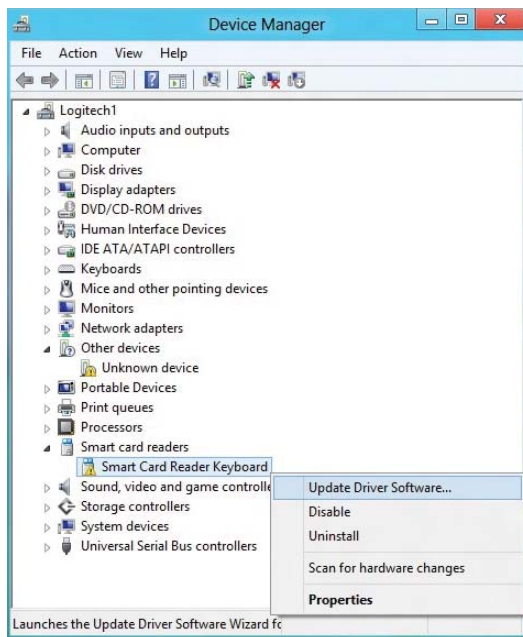 Device Manager
File Action View Help
Logitech1
Audio inputs and outputs
Computer
Disk drives
Display adapters
DVD/CD-ROM drives
Human Interface Devices
IDE ATA/ATAPI controllers
Keyboards
Mice and other pointing devices
Monitors
Network adapters
Other devices
Unknown device
Portable Devices
Print queues
Processors
Smart card readers
Smart Card Reader Keyboard
Sound, video and game controlle
Storage controllers
System devices
Universal Serial Bus controllers
Update Driver Software...
Disable
Uninstall
Scan for hardware changes
Properties
Launches the Update Driver Software Wizard fo